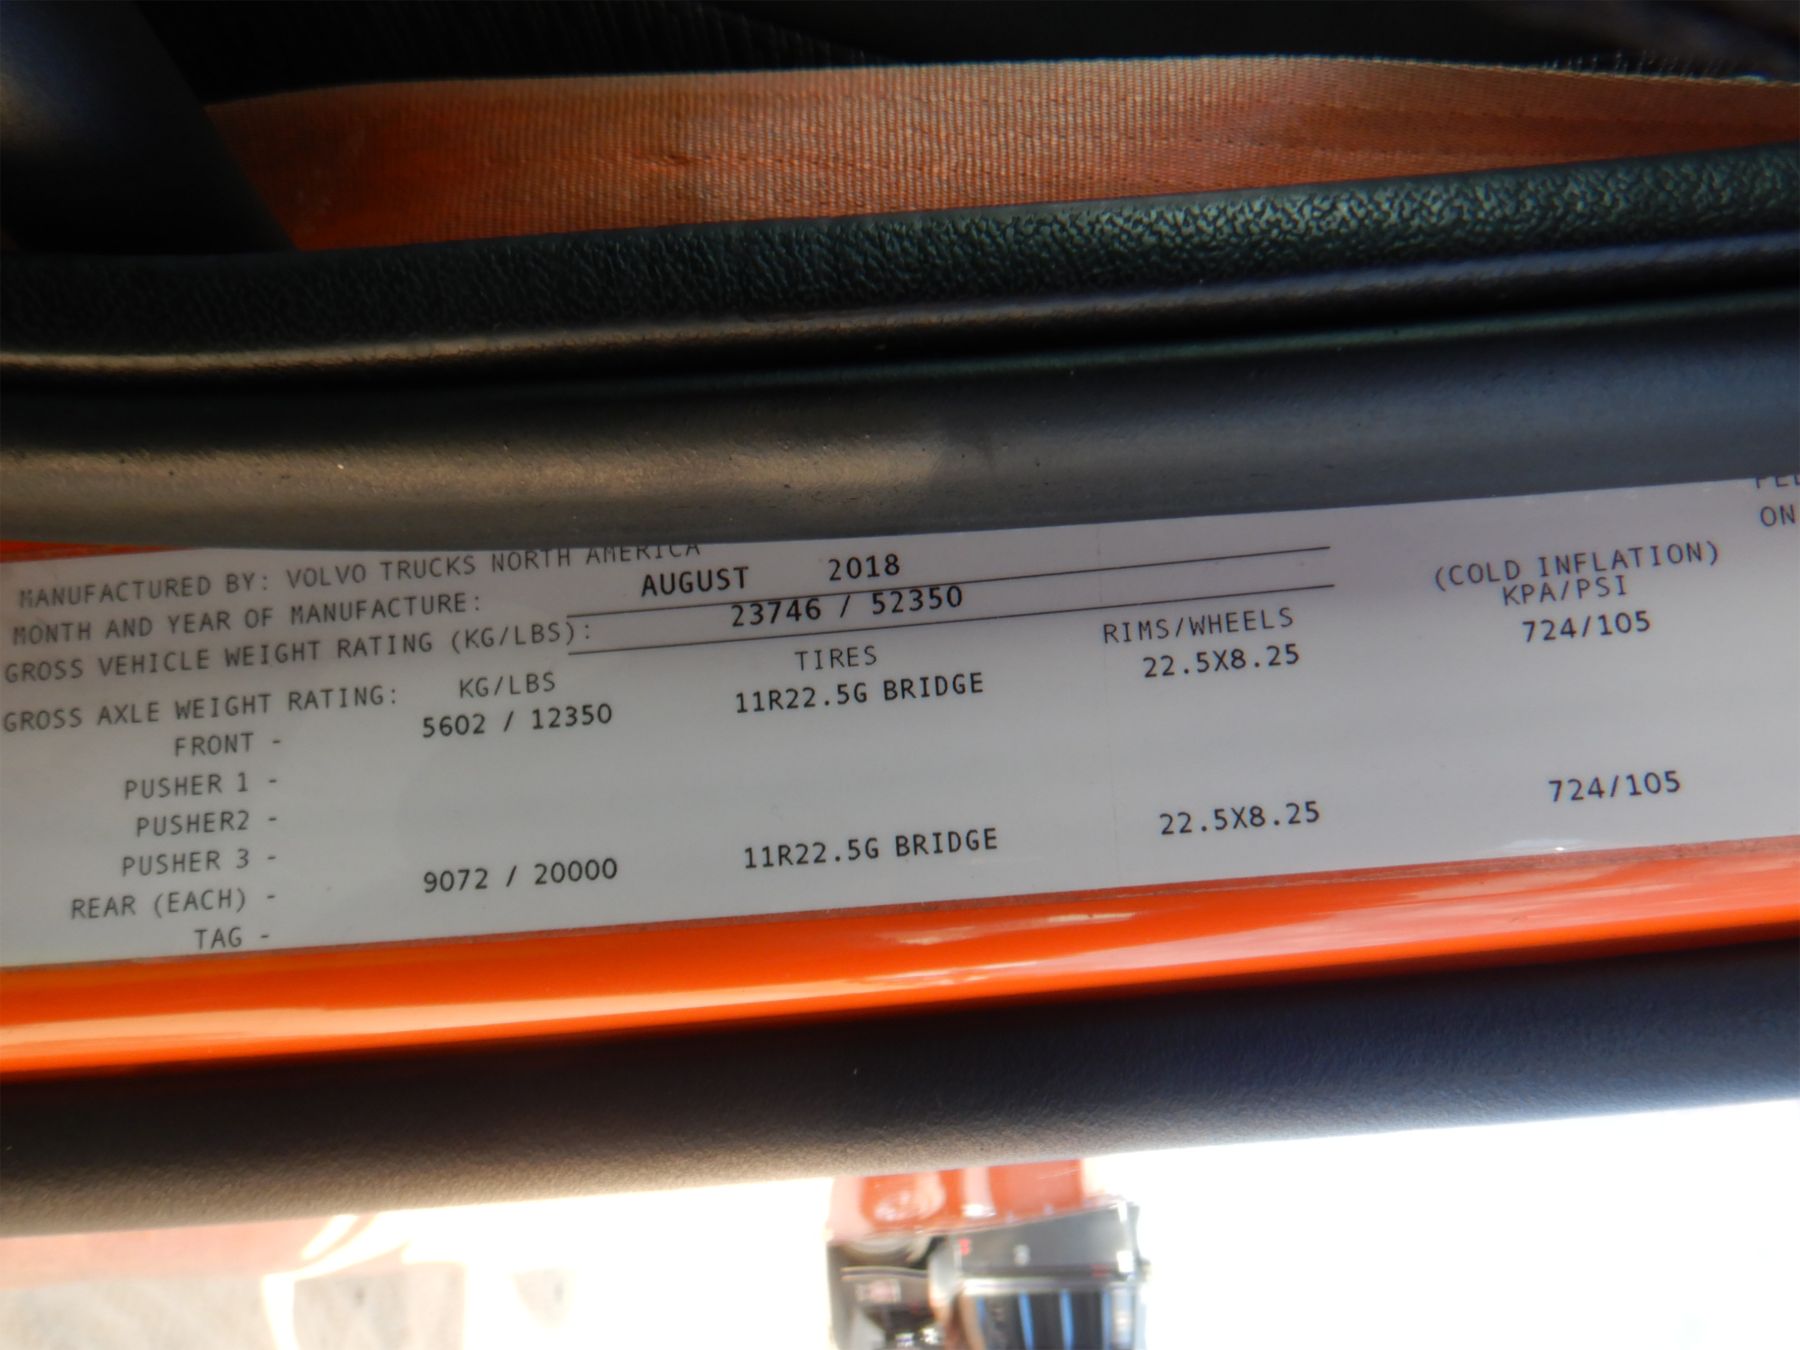 MANUFACTURED BY: VOLVO TRUCKS NORTH AMERICA
MONTH AND YEAR OF MANUFACTURE: AUGUST 2018
GROSS VEHICLE WEIGHT RATING (KG/LBS): 23746 / 52350
GROSS AXLE WEIGHT RATING: KG/LBS TIRES RIMS/WHEELS (COLD INFLATION) KPA/PSI
FRONT - 5602 / 12350 11R22.5G BRIDGE 22.5X8.25 724/105
PUSHER 1 -
PUSHER2 -
PUSHER 3 -
REAR (EACH) - 9072 / 20000 11R22.5G BRIDGE 22.5X8.25 724/105
TAG -
ON